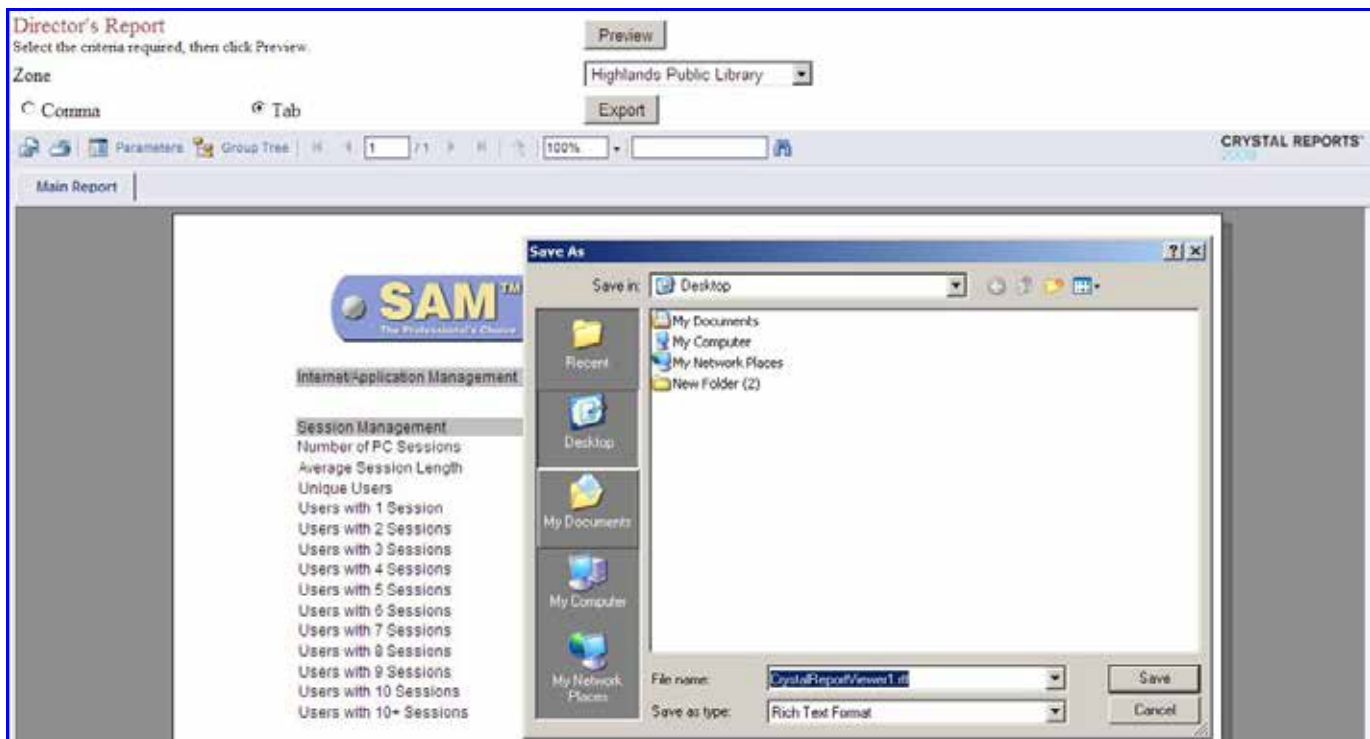 Director's Report
Select the criteria required, then click Preview.
Preview
Zone
Highlands Public Library
Comma
Tab
Export
Parameters Group Tree 1 /1 100%
CRYSTAL REPORTS
2008
Main Report
SAM™
The Professional's Choice
Internet/Application Management
Session Management
Number of PC Sessions
Average Session Length
Unique Users
Users with 1 Session
Users with 2 Sessions
Users with 3 Sessions
Users with 4 Sessions
Users with 5 Sessions
Users with 6 Sessions
Users with 7 Sessions
Users with 8 Sessions
Users with 9 Sessions
Users with 10 Sessions
Users with 10+ Sessions
Save As
Save in: Desktop
Recent
Desktop
My Documents
My Computer
My Network
Places
My Documents
My Computer
My Network Places
New Folder (2)
File name: CrystalReportViewer1.rtf
Save
Save as type: Rich Text Format
Cancel